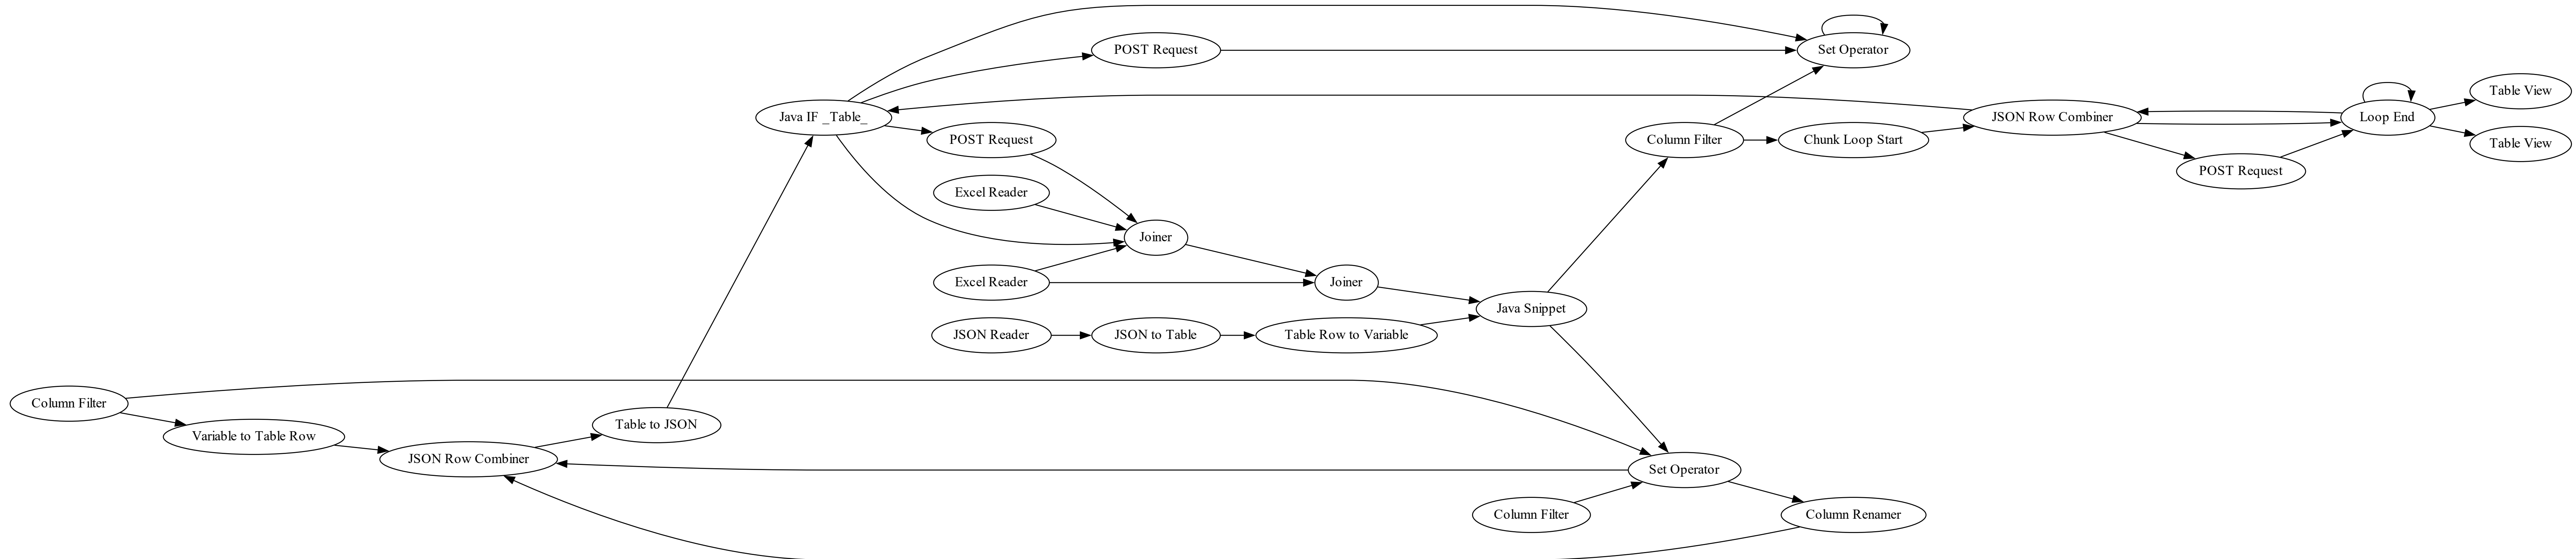 POST Request
Set Operator
Table View
Java IF _Table_
JSON Row Combiner
Loop End
POST Request
Column Filter
Chunk Loop Start
Table View
POST Request
Excel Reader
Joiner
Excel Reader
Joiner
Java Snippet
JSON Reader
JSON to Table
Table Row to Variable
Column Filter
Table to JSON
Variable to Table Row
JSON Row Combiner
Set Operator
Column Filter
Column Renamer